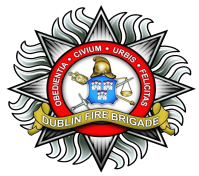 OBEDIENTIA • CIVIUM • URBIS • FELICITAS
DUBLIN FIRE BRIGADE